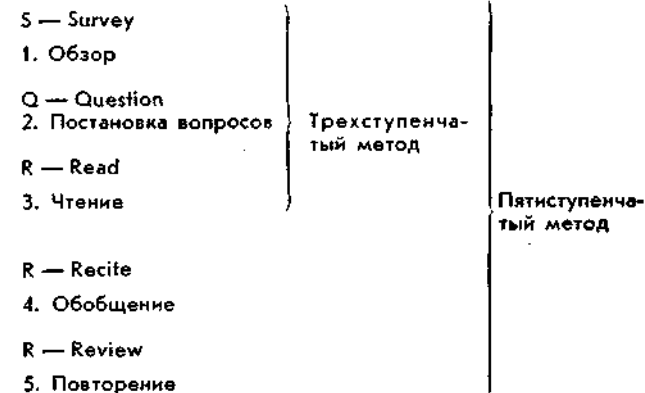 S — Survey
1. Обзор
Q — Question
2. Постановка вопросов
Трехступенча-
тый метод
R — Read
3. Чтение
Пятиступенча-
тый метод
R — Recite
4. Обобщение
R — Review
5. Повторение